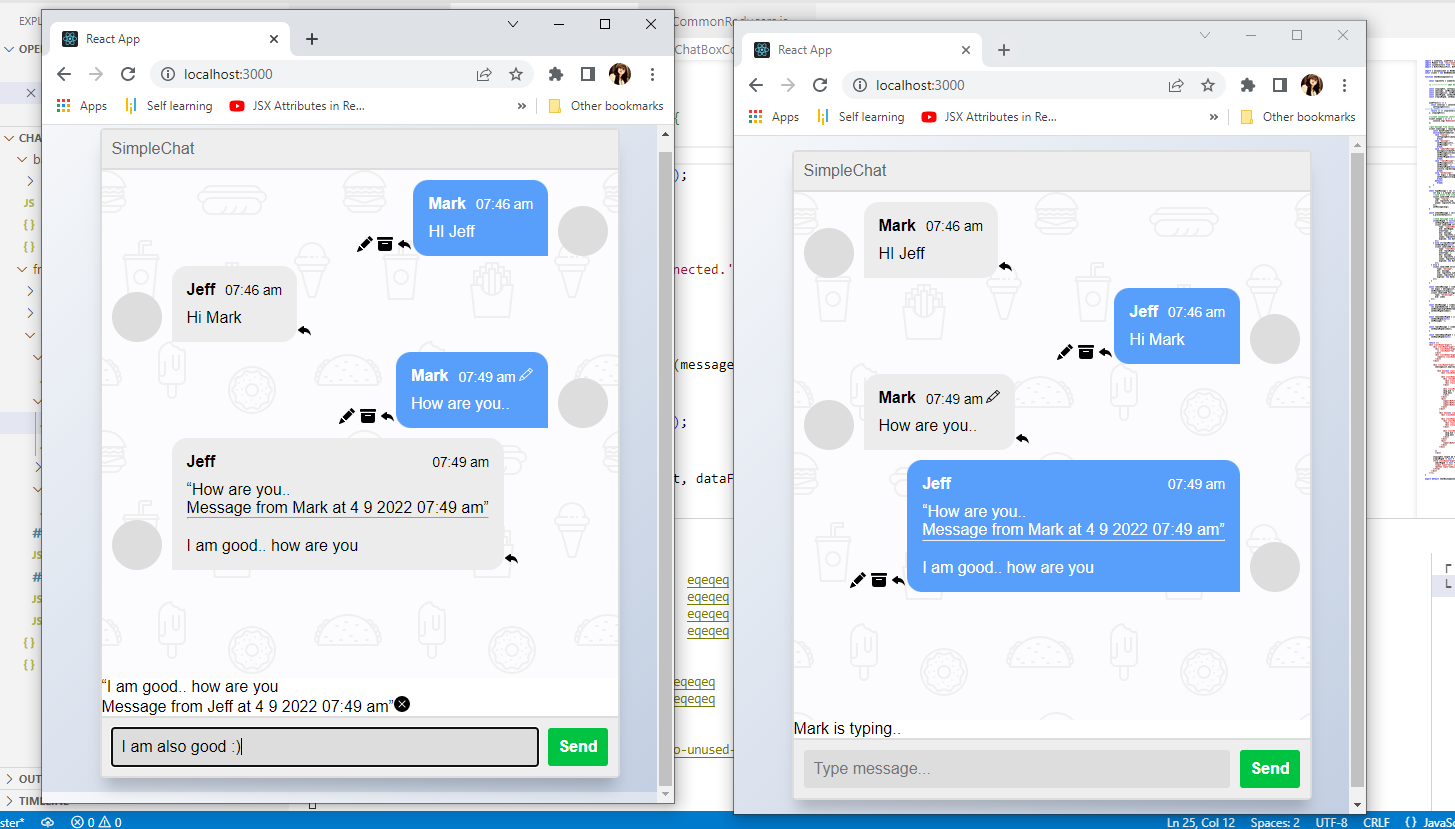 EXPL
CommonReducers.js
React App
localhost:3000
Apps
Self learning
JSX Attributes in Re...
»
Other bookmarks
SimpleChat
Mark 07:46 am
HI Jeff
Jeff 07:46 am
Hi Mark
Mark 07:49 am
How are you..
Jeff 07:49 am
“How are you..
Message from Mark at 4 9 2022 07:49 am”
I am good.. how are you
“I am good.. how are you
Message from Jeff at 4 9 2022 07:49 am”
I am also good :)
Send
React App
localhost:3000
Apps
Self learning
JSX Attributes in Re...
»
Other bookmarks
SimpleChat
Mark 07:46 am
HI Jeff
Jeff 07:46 am
Hi Mark
Mark 07:49 am
How are you..
Jeff 07:49 am
“How are you..
Message from Mark at 4 9 2022 07:49 am”
I am good.. how are you
Mark is typing..
Type message...
Send
OPE
CHA
b
JS
{}
{}
fr
#
JS
#
JS
JS
{}
{}
OUT
TIMELINE
ChatBoxCo
{
);
nected.'
(message
);
t, dataF
eqeqeq
eqeqeq
eqeqeq
eqeqeq
eqeqeq
eqeqeq
o-unused-
ster*
0 0
Ln 25, Col 12
Spaces: 2
UTF-8
CRLF
{} JavaSc